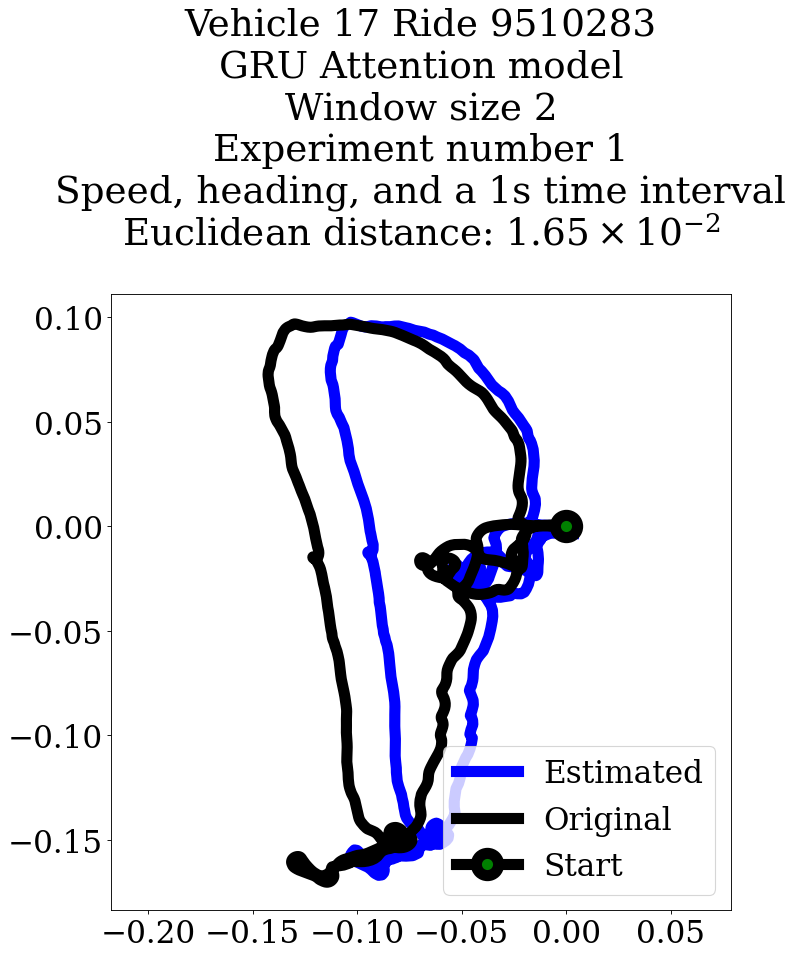 Vehicle 17 Ride 9510283
GRU Attention model
Window size 2
Experiment number 1
Speed, heading, and a 1s time interval
Euclidean distance: 1.65 × 10⁻²
0.10
0.05
0.00
−0.05
−0.10
−0.15
Estimated
Original
Start
−0.20 −0.15 −0.10 −0.05 0.00 0.05